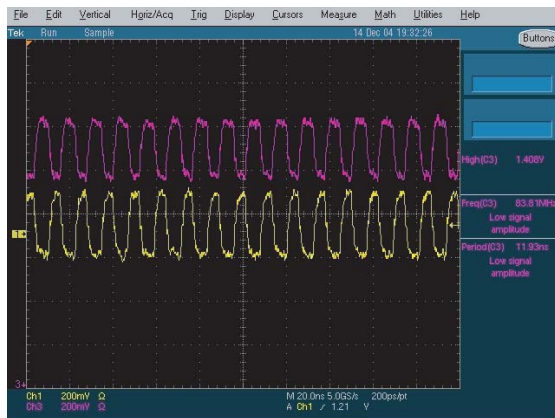 File Edit Vertical Horiz/Acq Trig Display Cursors Measure Math Utilities Help
Tek Run Sample 14 Dec 04 19:32:26 Buttons
High(C3) 1.408V
Freq(C3) 83.81MHz
Low signal
amplitude
Period(C3) 11.93ns
Low signal
amplitude
1
3
Ch1 200mV Ω M 20.0ns 5.0GS/s 200ps/pt
Ch3 200mV Ω A Ch1 / 1.21 V